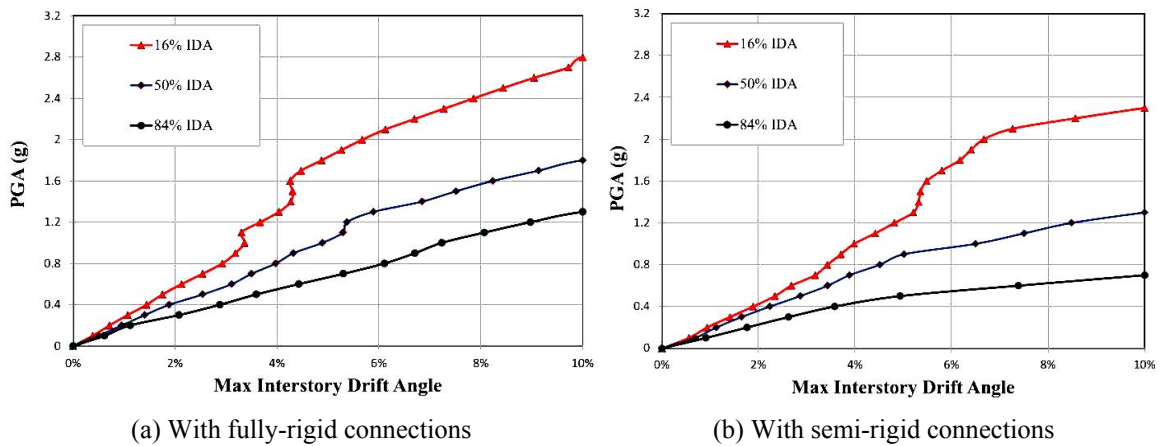 3.2
2.8
2.4
2
1.6
1.2
0.8
0.4
0
PGA (g)
16% IDA
50% IDA
84% IDA
0% 2% 4% 6% 8% 10%
Max Interstory Drift Angle
(a) With fully-rigid connections
3.2
2.8
2.4
2
1.6
1.2
0.8
0.4
0
PGA (g)
16% IDA
50% IDA
84% IDA
0% 2% 4% 6% 8% 10%
Max Interstory Drift Angle
(b) With semi-rigid connections